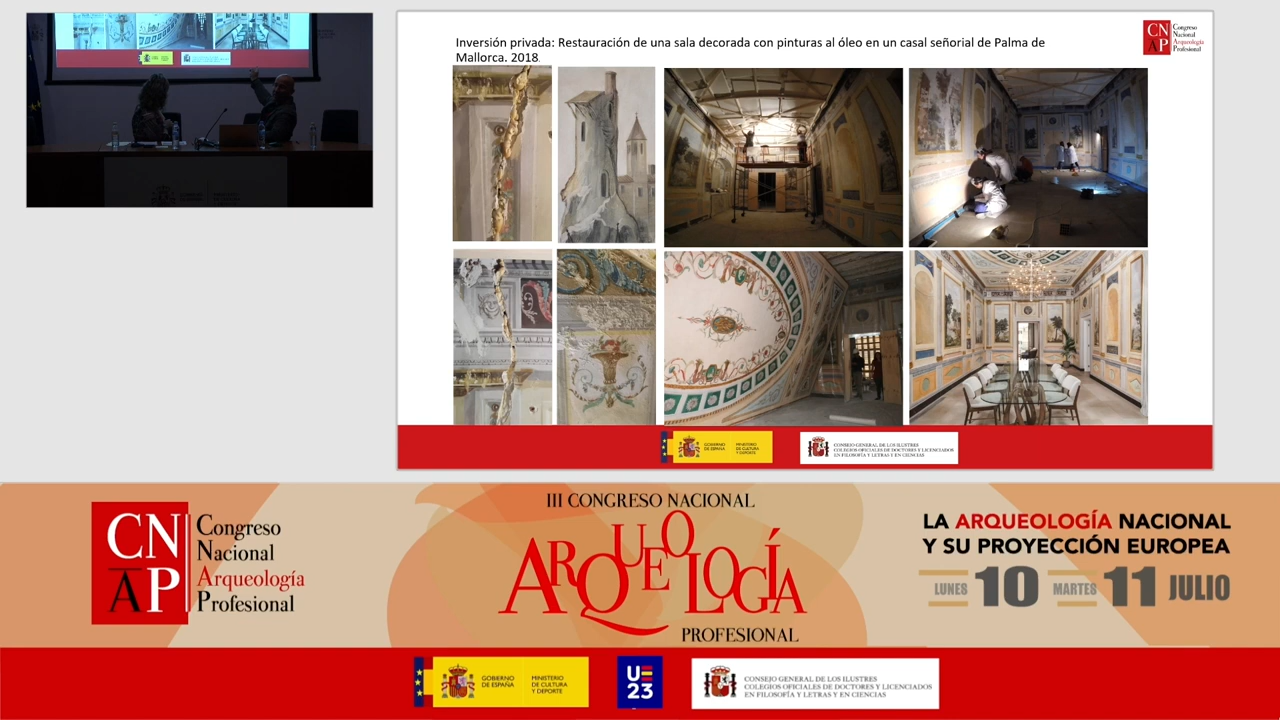 Inversión privada: Restauración de una sala decorada con pinturas al óleo en un casal señorial de Palma de
Mallorca. 2018.
CN
AP
Congreso
Nacional
Arqueología
Profesional
GOBIERNO
DE ESPAÑA
MINISTERIO
DE CULTURA
Y DEPORTE
CONSEJO GENERAL DE LOS ILUSTRES
COLEGIOS OFICIALES DE DOCTORES Y LICENCIADOS
EN FILOSOFÍA Y LETRAS Y EN CIENCIAS
CN
AP
Congreso
Nacional
Arqueología
Profesional
III CONGRESO NACIONAL
ARQUEOLOGÍA
PROFESIONAL
LA ARQUEOLOGÍA NACIONAL
Y SU PROYECCIÓN EUROPEA
LUNES 10 MARTES 11 JULIO
GOBIERNO
DE ESPAÑA
MINISTERIO
DE CULTURA
Y DEPORTE
UE
23
CONSEJO GENERAL DE LOS ILUSTRES
COLEGIOS OFICIALES DE DOCTORES Y LICENCIADOS
EN FILOSOFÍA Y LETRAS Y EN CIENCIAS